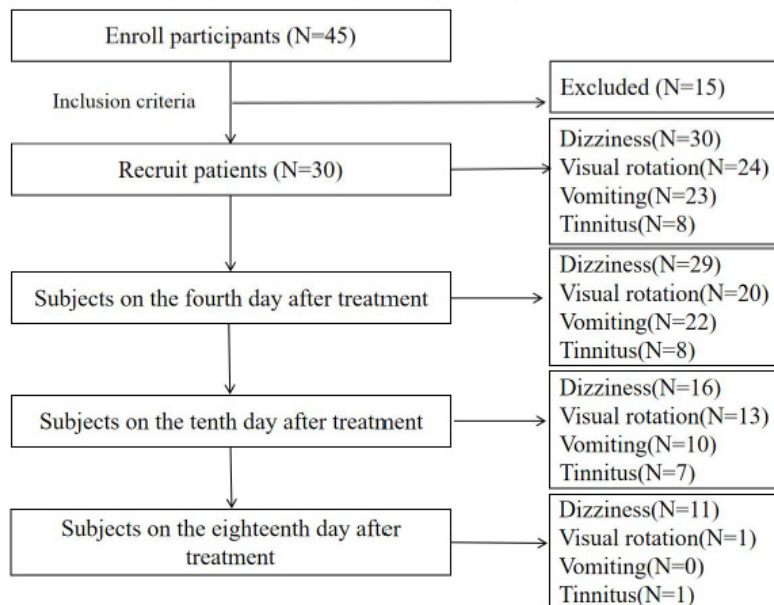 Enroll participants (N=45)
Inclusion criteria
Excluded (N=15)
Recruit patients (N=30)
Dizziness(N=30)
Visual rotation(N=24)
Vomiting(N=23)
Tinnitus(N=8)
Subjects on the fourth day after treatment
Dizziness(N=29)
Visual rotation(N=20)
Vomiting(N=22)
Tinnitus(N=8)
Subjects on the tenth day after treatment
Dizziness(N=16)
Visual rotation(N=13)
Vomiting(N=10)
Tinnitus(N=7)
Subjects on the eighteenth day after
treatment
Dizziness(N=11)
Visual rotation(N=1)
Vomiting(N=0)
Tinnitus(N=1)